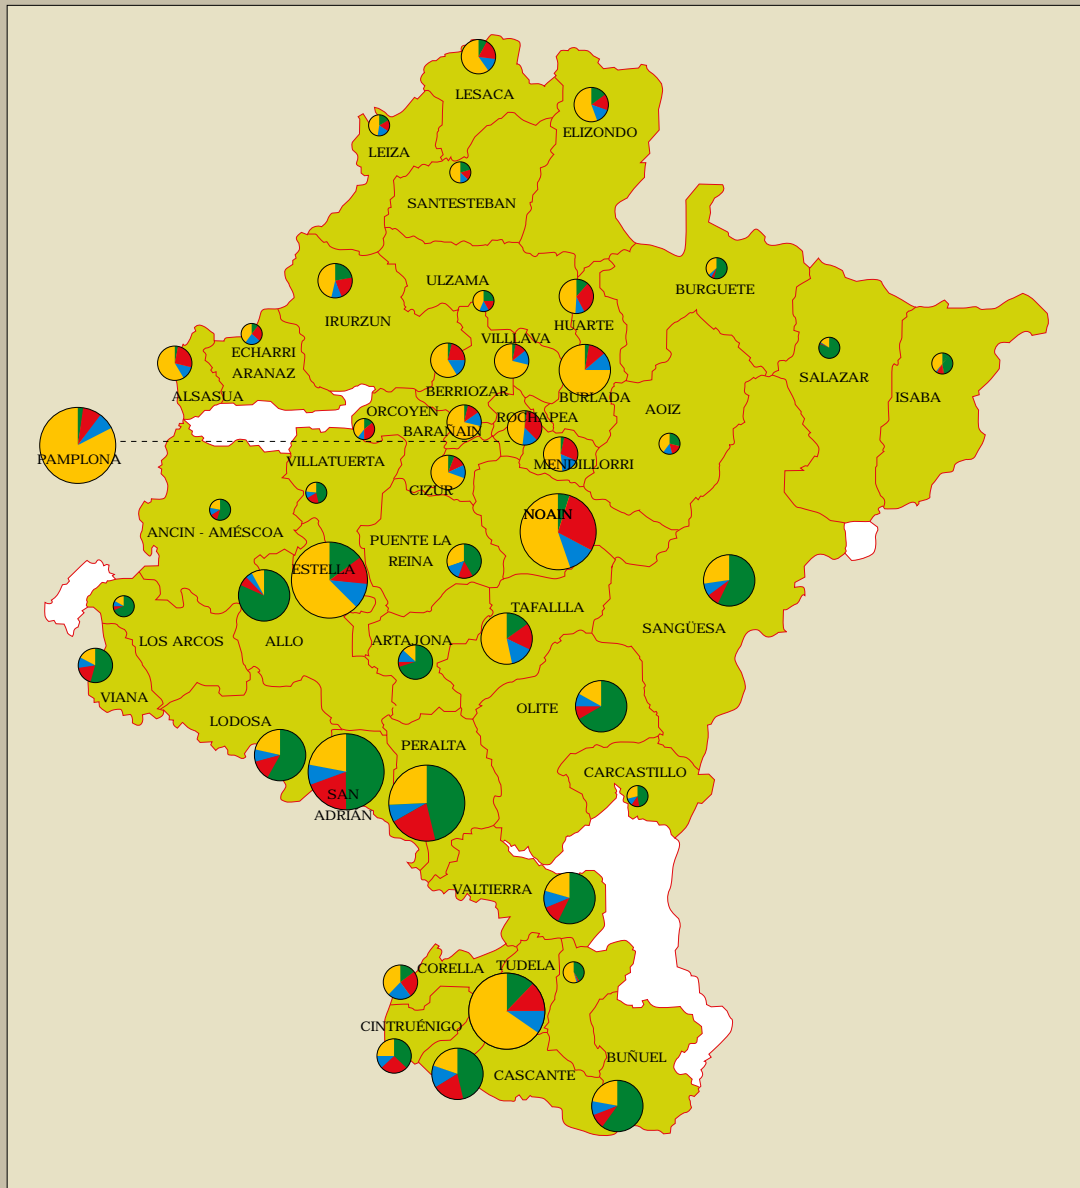 LESACA
ELIZONDO
LEIZA
SANTESTEBAN
ULZAMA
BURGUETE
IRURZUN
HUARTE
VILLLAVA
ECHARRI
ARANAZ
SALAZAR
ALSASUA
BERRIOZAR
BURLADA
ISABA
ORCOYEN
AOIZ
ROCHAPEA
BARAÑAIN
PAMPLONA
VILLATUERTA
MENDILLORRI
CIZUR
NOAIN
ANCIN - AMÉSCOA
PUENTE LA
REINA
ESTELLA
TAFALLLA
SANGÜESA
LOS ARCOS
ALLO
ARTAJONA
VIANA
OLITE
LODOSA
PERALTA
CARCASTILLO
SAN
ADRIÁN
VALTIERRA
CORELLA
TUDELA
CINTRUÉNIGO
BUÑUEL
CASCANTE